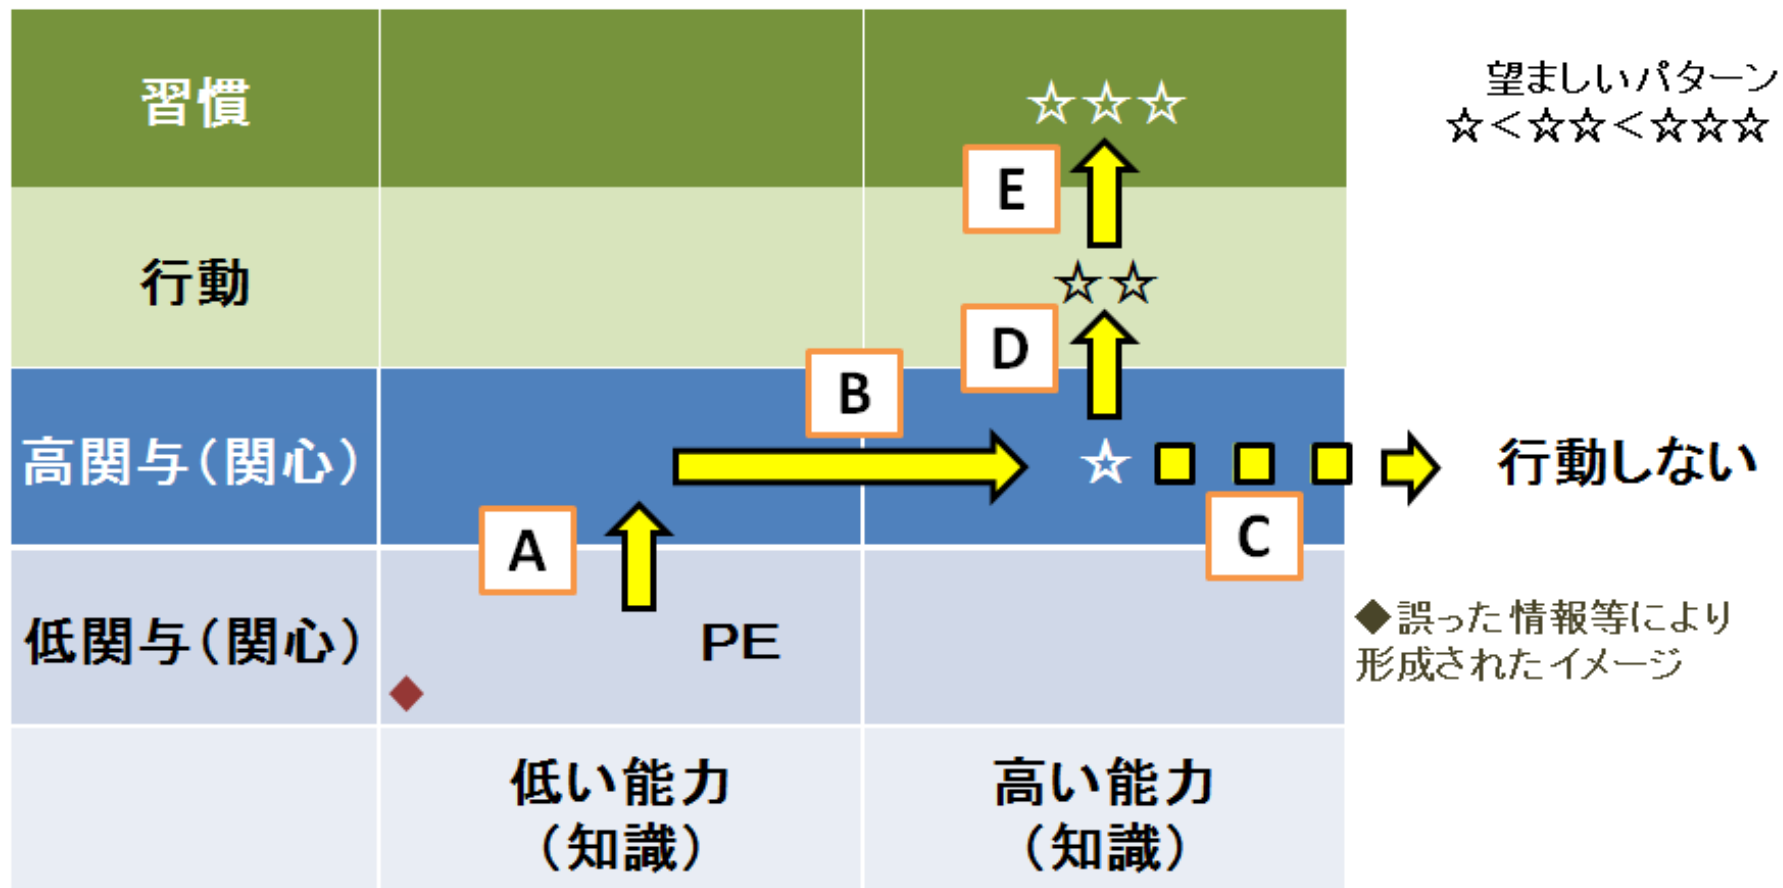 習慣
☆☆☆
望ましいパターン
☆<☆☆<☆☆☆
E
行動
☆☆
D
B
高関与(関心)
☆
行動しない
A
C
低関与(関心)
PE
◆誤った情報等により
形成されたイメージ
◆
低い能力
(知識)
高い能力
(知識)